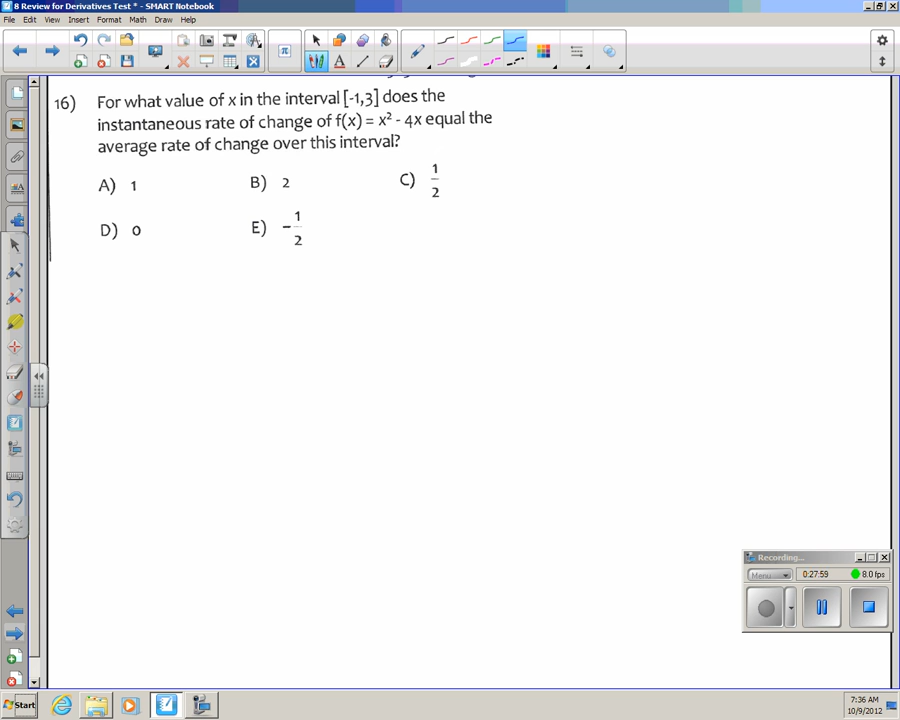 8 Review for Derivatives Test * - SMART Notebook
File Edit View Insert Format Math Draw Help
16) For what value of x in the interval [-1,3] does the
instantaneous rate of change of f(x) = x² - 4x equal the
average rate of change over this interval?
A) 1 B) 2 C) 1/2
D) 0 E) -1/2
Recording...
Menu 0:27:59 8.0 fps
Start 7:36 AM
10/9/2012